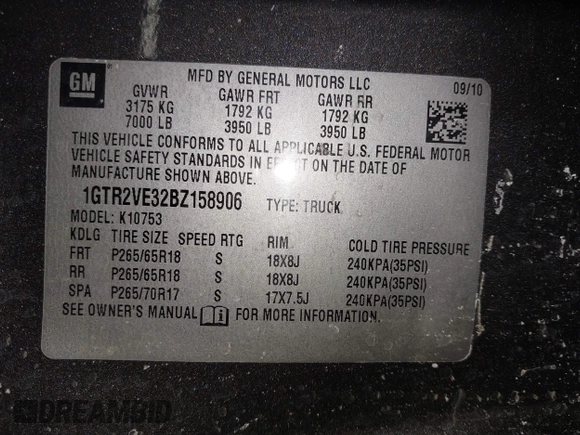 GM
MFD BY GENERAL MOTORS LLC
09/10
GVWR GAWR FRT GAWR RR
3175 KG 1792 KG 1792 KG
7000 LB 3950 LB 3950 LB
THIS VEHICLE CONFORMS TO ALL APPLICABLE U.S. FEDERAL MOTOR
VEHICLE SAFETY STANDARDS IN EFFECT ON THE DATE OF
MANUFACTURE SHOWN ABOVE.
1GTR2VE32BZ158906 TYPE: TRUCK
MODEL: K10753
KDLG TIRE SIZE SPEED RTG RIM COLD TIRE PRESSURE
FRT P265/65R18 S 18X8J 240KPA(35PSI)
RR P265/65R18 S 18X8J 240KPA(35PSI)
SPA P265/70R17 S 17X7.5J 240KPA(35PSI)
SEE OWNER'S MANUAL FOR MORE INFORMATION.
DREAMBID